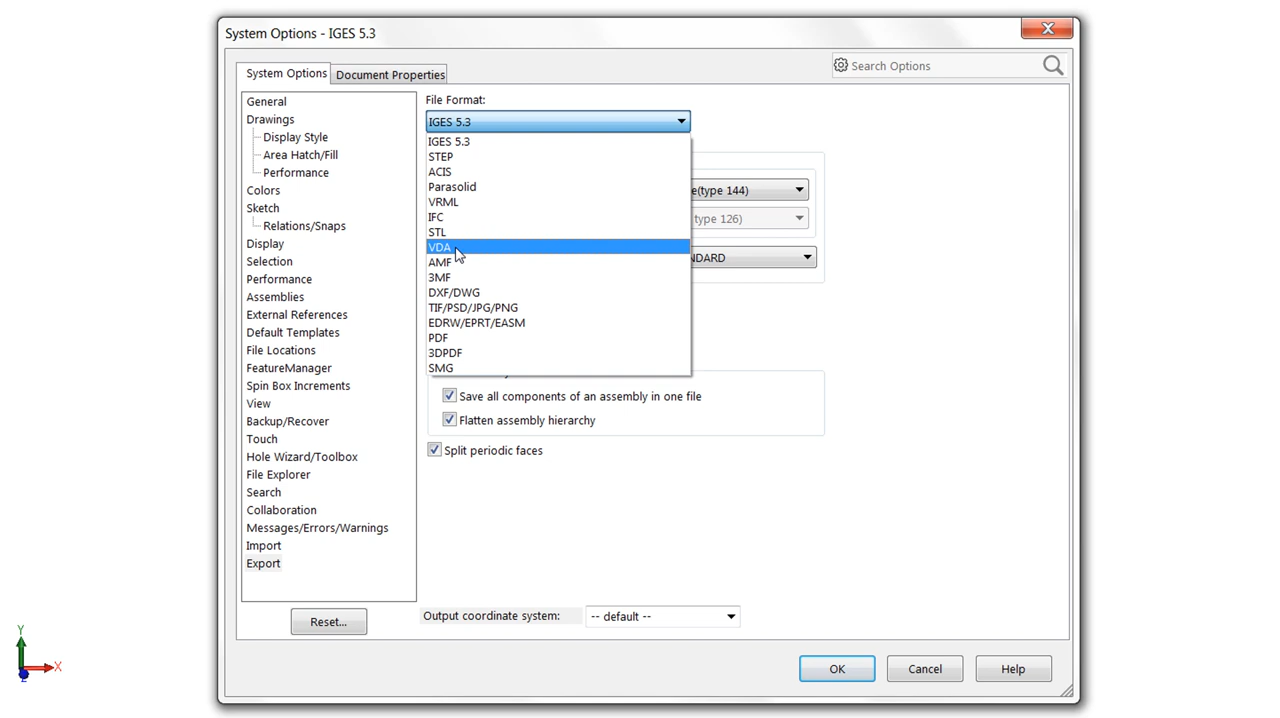 System Options - IGES 5.3
System Options
Document Properties
Search Options
General
Drawings
Display Style
Area Hatch/Fill
Performance
Colors
Sketch
Relations/Snaps
Display
Selection
Performance
Assemblies
External References
Default Templates
File Locations
FeatureManager
Spin Box Increments
View
Backup/Recover
Touch
Hole Wizard/Toolbox
File Explorer
Search
Collaboration
Messages/Errors/Warnings
Import
Export
Reset...
File Format:
IGES 5.3
IGES 5.3
STEP
ACIS
Parasolid
VRML
IFC
STL
VDA
AMF
3MF
DXF/DWG
TIF/PSD/JPG/PNG
EDRW/EPRT/EASM
PDF
3DPDF
SMG
e(type 144)
type 126)
NDARD
Save all components of an assembly in one file
Flatten assembly hierarchy
Split periodic faces
Output coordinate system:
-- default --
OK
Cancel
Help
Y
X